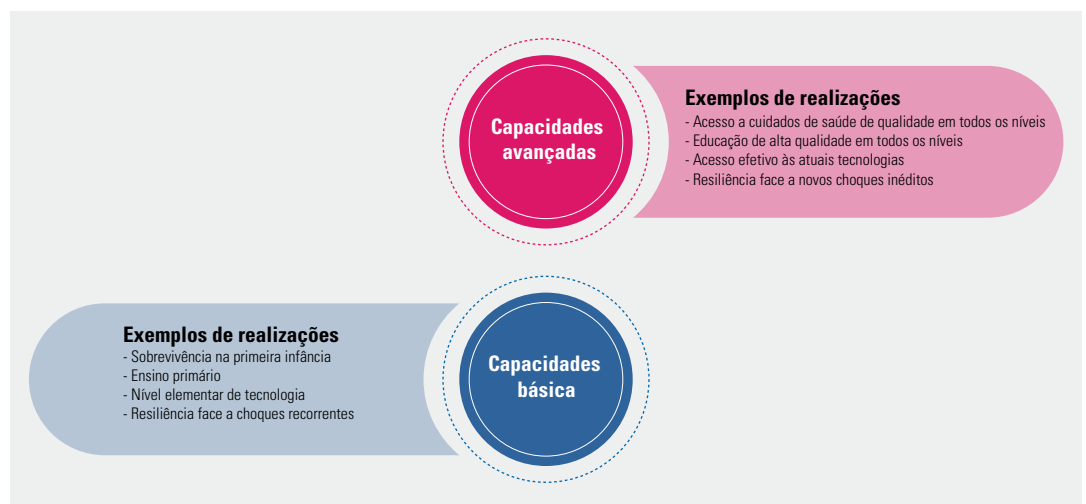 Capacidades
avançadas
Exemplos de realizações
- Acesso a cuidados de saúde de qualidade em todos os níveis
- Educação de alta qualidade em todos os níveis
- Acesso efetivo às atuais tecnologias
- Resiliência face a novos choques inéditos
Exemplos de realizações
- Sobrevivência na primeira infância
- Ensino primário
- Nível elementar de tecnologia
- Resiliência face a choques recorrentes
Capacidades
básica